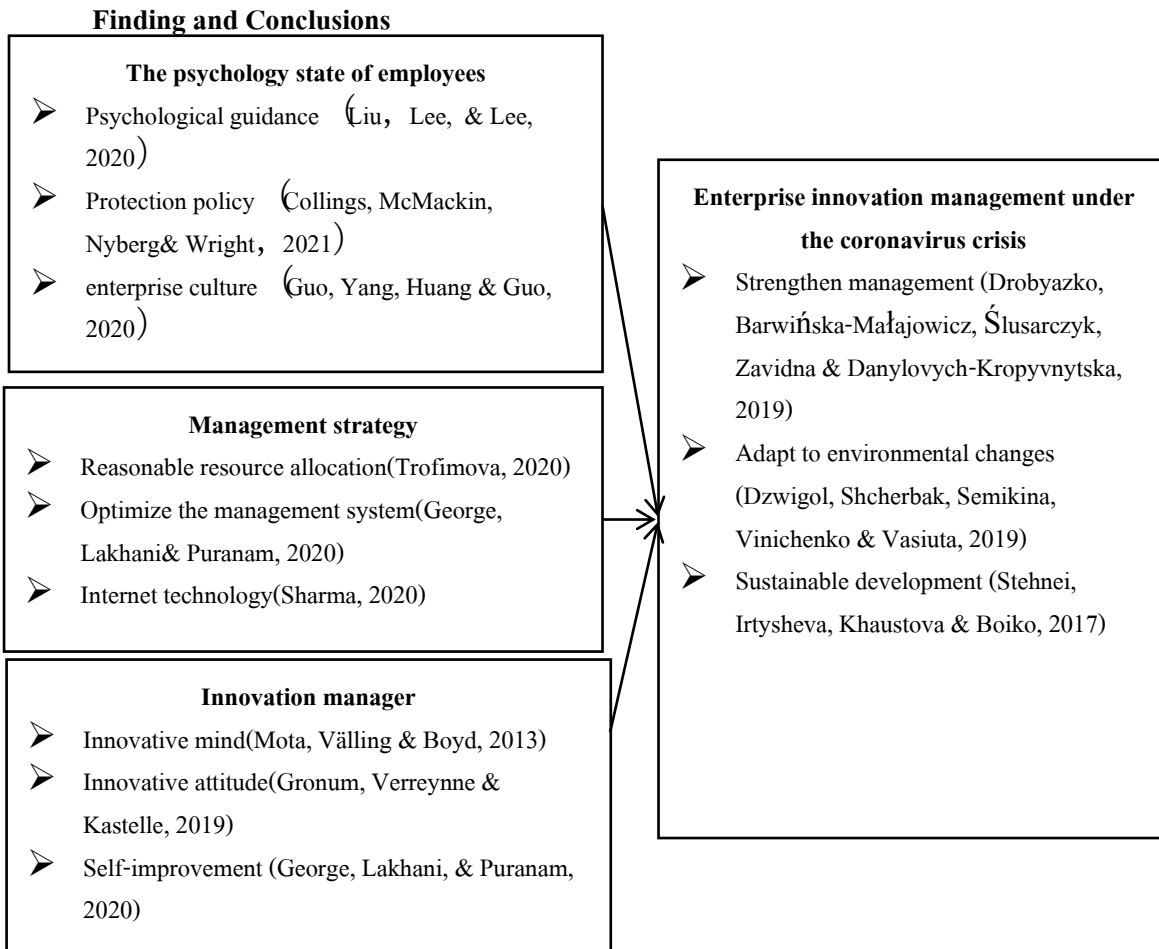 Finding and Conclusions
The psychology state of employees
➢ Psychological guidance (Liu, Lee, & Lee,
2020)
➢ Protection policy (Collings, McMackin,
Nyberg& Wright, 2021)
➢ enterprise culture (Guo, Yang, Huang & Guo,
2020)
Management strategy
➢ Reasonable resource allocation(Trofimova, 2020)
➢ Optimize the management system(George,
Lakhani& Puranam, 2020)
➢ Internet technology(Sharma, 2020)
Innovation manager
➢ Innovative mind(Mota, Välling & Boyd, 2013)
➢ Innovative attitude(Gronum, Verreynne &
Kastelle, 2019)
➢ Self-improvement (George, Lakhani, & Puranam,
2020)
Enterprise innovation management under
the coronavirus crisis
➢ Strengthen management (Drobyazko,
Barwińska-Małajowicz, Ślusarczyk,
Zavidna & Danylovych-Kropyvnytska,
2019)
➢ Adapt to environmental changes
(Dzwigol, Shcherbak, Semikina,
Vinichenko & Vasiuta, 2019)
➢ Sustainable development (Stehnei,
Irtysheva, Khaustova & Boiko, 2017)